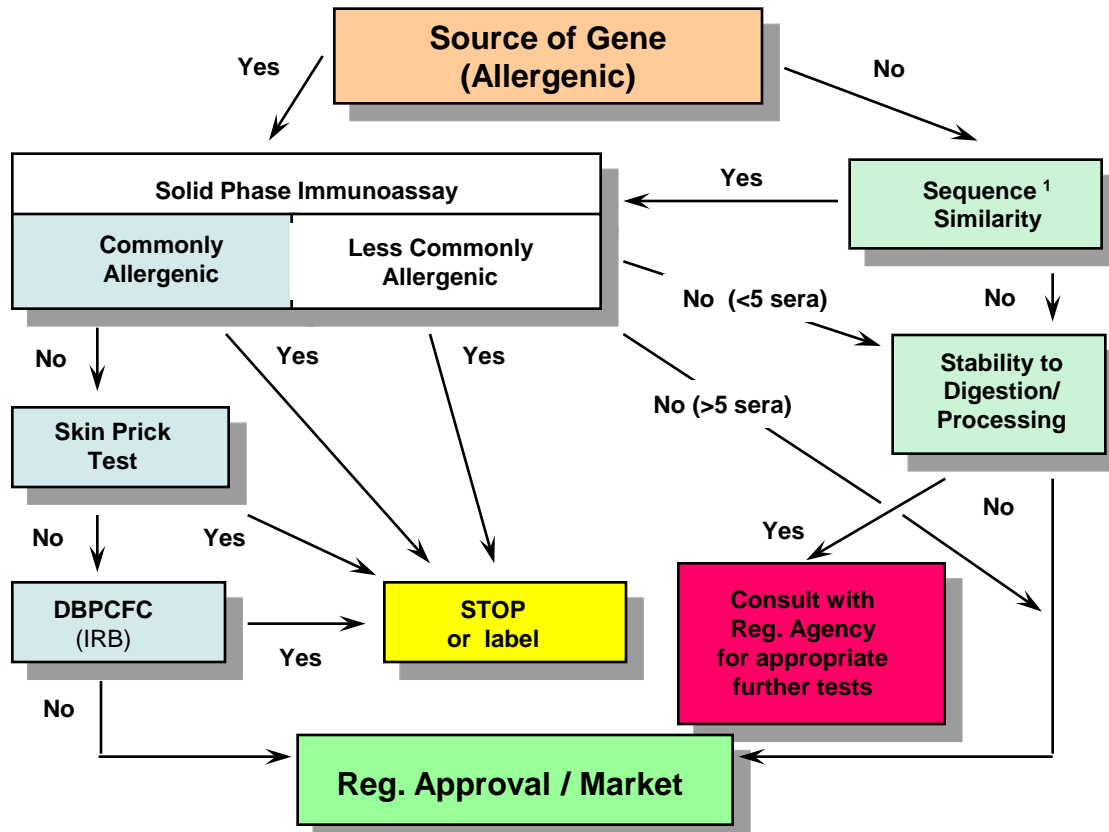 Source of Gene
(Allergenic)
Yes
No
Solid Phase Immunoassay
Commonly
Allergenic
Less Commonly
Allergenic
Yes
Sequence 1
Similarity
No (<5 sera)
No
No
Yes
Yes
No (>5 sera)
Stability to
Digestion/
Processing
Skin Prick
Test
No
Yes
Yes
No
DBPCFC
(IRB)
Yes
STOP
or label
Consult with
Reg. Agency
for appropriate
further tests
No
Reg. Approval / Market